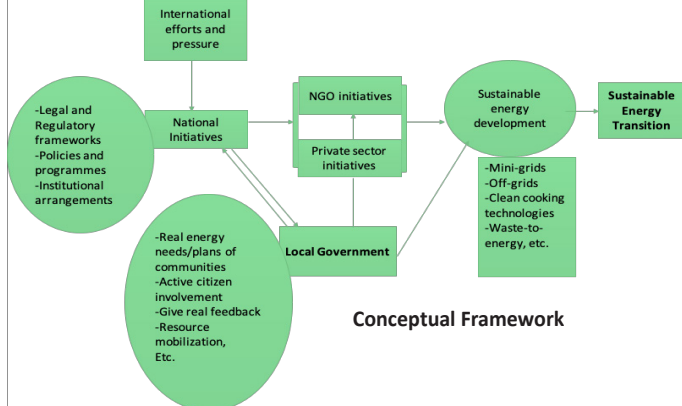 International
efforts and
pressure
-Legal and
Regulatory
frameworks
-Policies and
programmes
-Institutional
arrangements
National
Initiatives
NGO initiatives
Private sector
initiatives
Sustainable
energy
development
Sustainable
Energy
Transition
-Mini-grids
-Off-grids
-Clean cooking
technologies
-Waste-to-
energy, etc.
-Real energy
needs/plans of
communities
-Active citizen
involvement
-Give real feedback
-Resource
mobilization,
Etc.
Local Government
Conceptual Framework